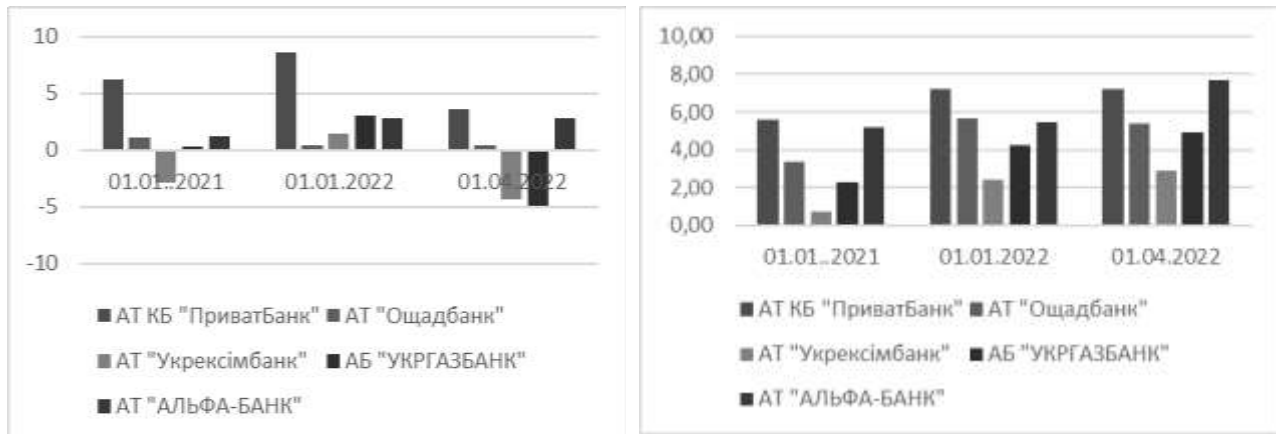 10
5
0
-5
-10
01.01..2021 01.01.2022 01.04.2022
АТ КБ "ПриватБанк" АТ "Ощадбанк"
АТ "Укрексімбанк" АБ "УКРГАЗБАНК"
АТ "АЛЬФА-БАНК"
10,00
8,00
6,00
4,00
2,00
0,00
01.01..2021 01.01.2022 01.04.2022
АТ КБ "ПриватБанк" АТ "Ощадбанк"
АТ "Укрексімбанк" АБ "УКРГАЗБАНК"
АТ "АЛЬФА-БАНК"